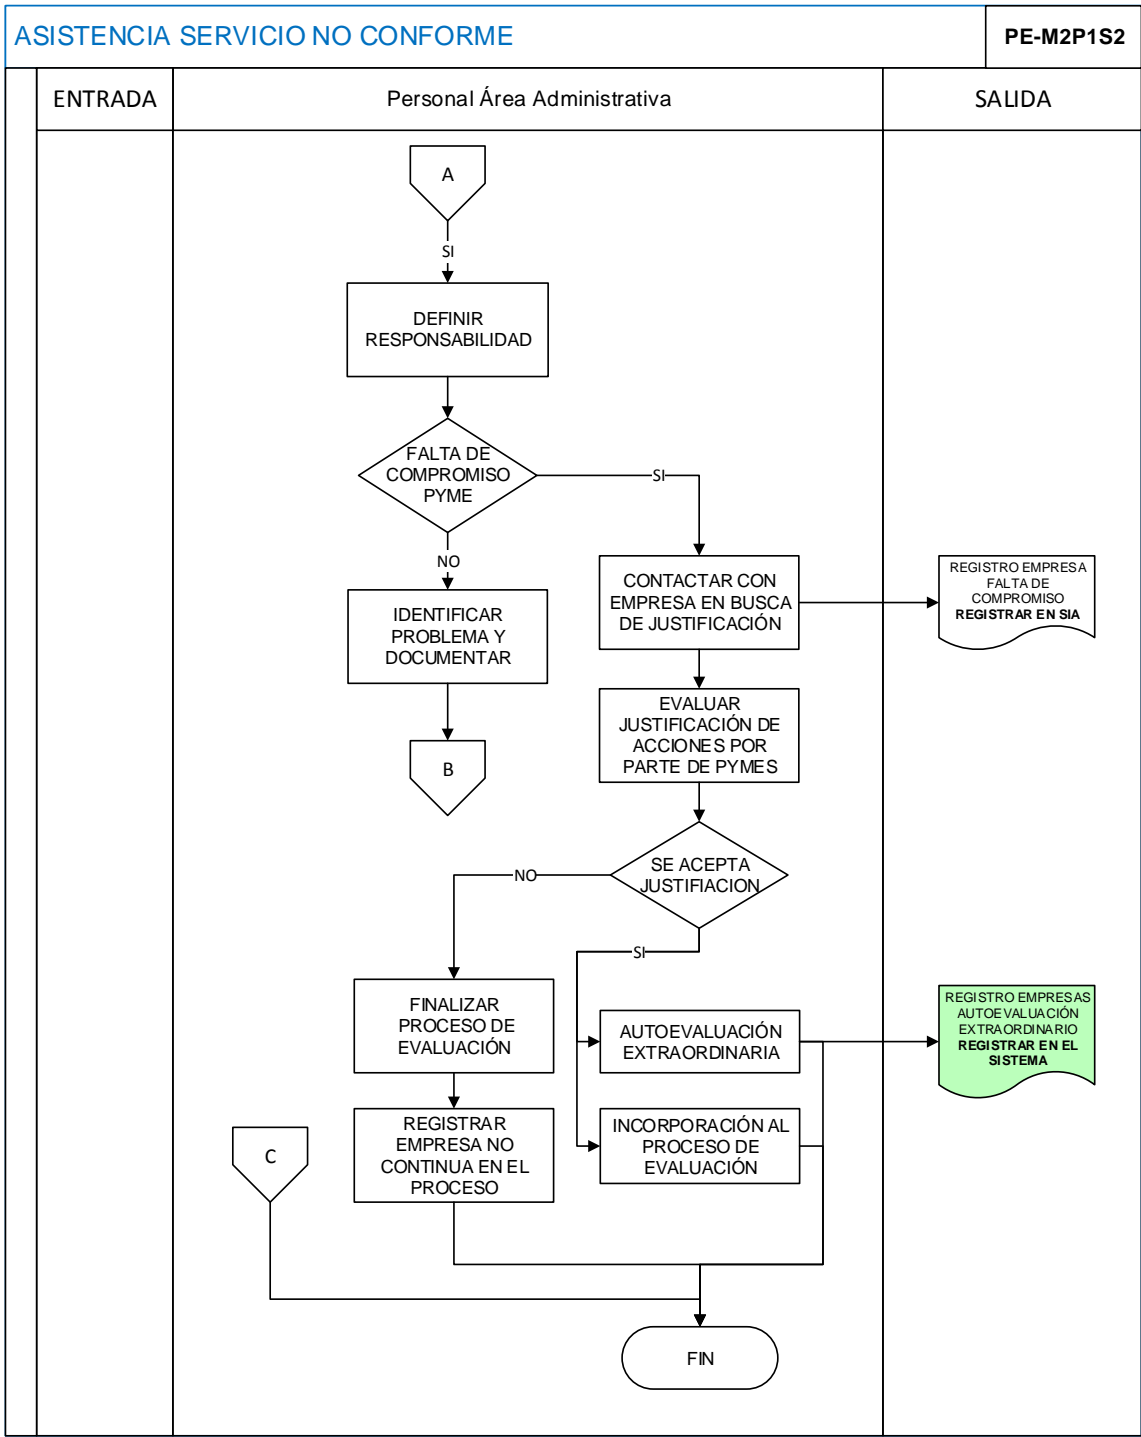 ASISTENCIA SERVICIO NO CONFORME
PE-M2P1S2
ENTRADA
Personal Área Administrativa
SALIDA
A
SI
DEFINIR
RESPONSABILIDAD
FALTA DE
COMPROMISO
PYME
SI
NO
CONTACTAR CON
EMPRESA EN BUSCA
DE JUSTIFICACIÓN
REGISTRO EMPRESA
FALTA DE
COMPROMISO
REGISTRAR EN SIA
IDENTIFICAR
PROBLEMA Y
DOCUMENTAR
EVALUAR
JUSTIFICACIÓN DE
ACCIONES POR
PARTE DE PYMES
B
SE ACEPTA
JUSTIFIACION
NO
SI
FINALIZAR
PROCESO DE
EVALUACIÓN
AUTOEVALUACIÓN
EXTRAORDINARIA
REGISTRO EMPRESAS
AUTOEVALUACIÓN
EXTRAORDINARIO
REGISTRAR EN EL
SISTEMA
REGISTRAR
EMPRESA NO
CONTINUA EN EL
PROCESO
INCORPORACIÓN AL
PROCESO DE
EVALUACIÓN
C
FIN